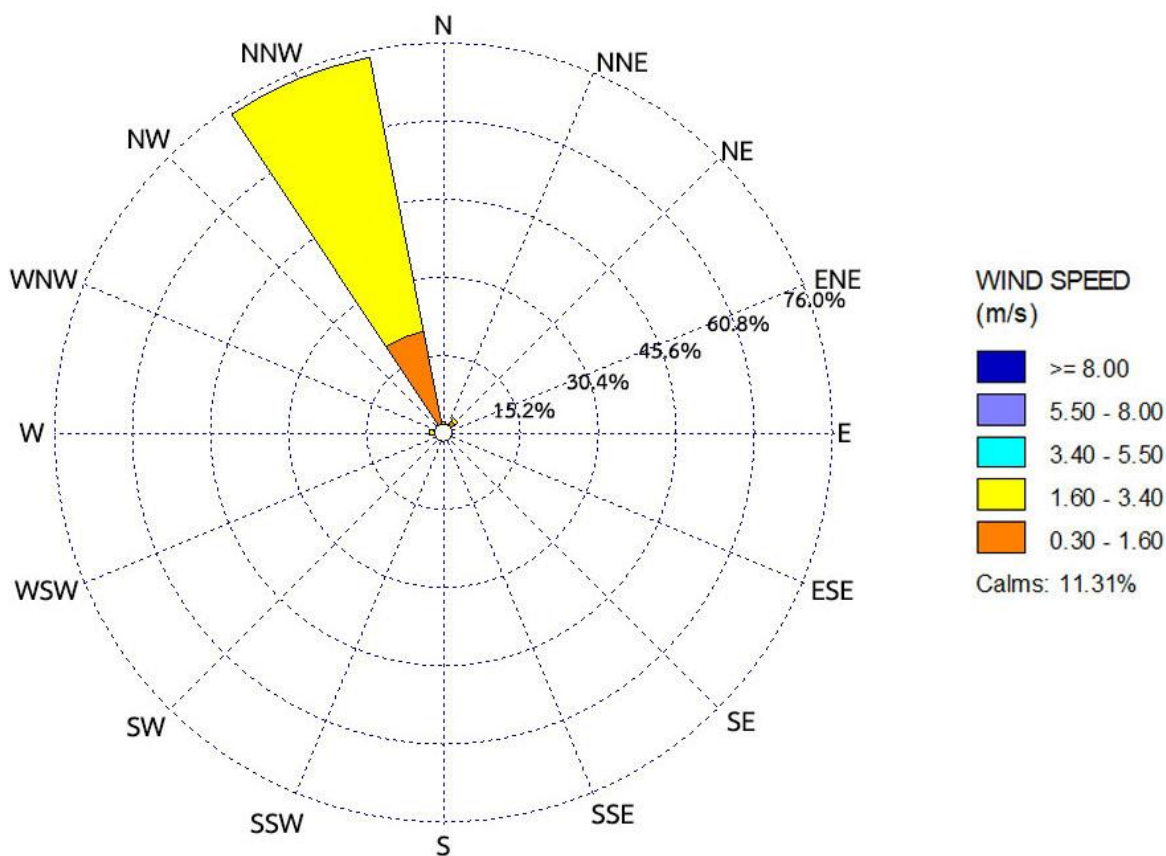 N
NNW
NNE
NW
NE
WNW
ENE
76.0%
60.8%
45.6%
30.4%
15.2%
W
E
WSW
ESE
SW
SE
SSW
SSE
S
WIND SPEED
(m/s)
>= 8.00
5.50 - 8.00
3.40 - 5.50
1.60 - 3.40
0.30 - 1.60
Calms: 11.31%